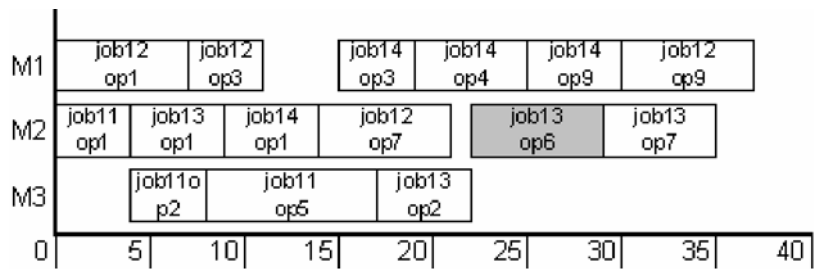 job12 job12 job14 job14 job14 job12
M1
op1 op3 op3 op4 op9 op9
job11 job13 job14 job12 job13 job13
M2
op1 op1 op1 op7 op6 op7
job11o job11 job13
M3
p2 op5 op2
0 5 10 15 20 25 30 35 40